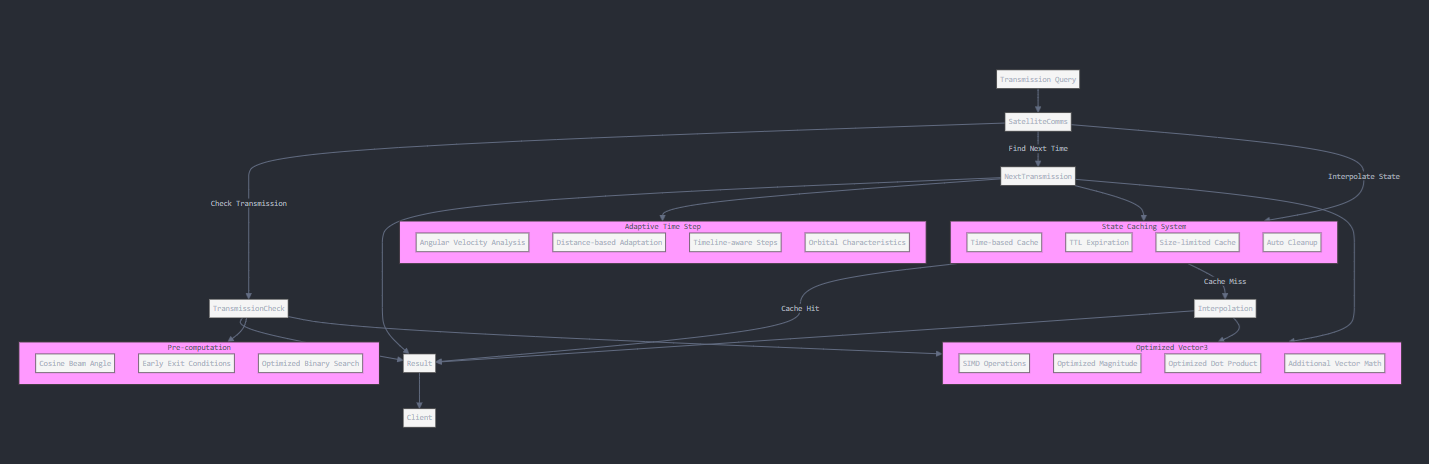 Transmission Query
SatelliteComms
Find Next Time
NextTransmission
Interpolate State
Check Transmission
Adaptive Time Step
Angular Velocity Analysis
Distance-based Adaptation
Timeline-aware Steps
Orbital Characteristics
State Caching System
Time-based Cache
TTL Expiration
Size-limited Cache
Auto Cleanup
Cache Miss
Cache Hit
TransmissionCheck
Interpolation
Pre-computation
Cosine Beam Angle
Early Exit Conditions
Optimized Binary Search
Result
Optimized Vector3
SIMD Operations
Optimized Magnitude
Optimized Dot Product
Additional Vector Math
Client